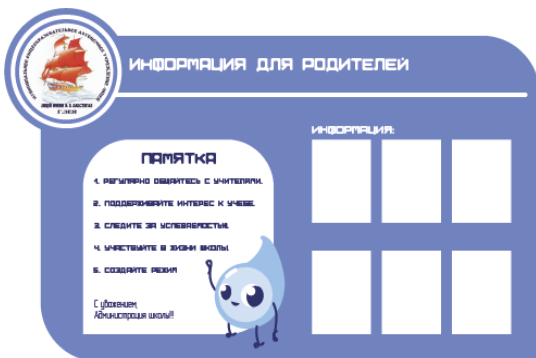 ИНФОРМАЦИЯ ДЛЯ РОДИТЕЛЕЙ
ИНФОРМАЦИЯ:
ПАМЯТКА
1. РЕГУЛЯРНО ОБЩАЙТЕСЬ С УЧИТЕЛЯМИ.
2. ПОДДЕРЖИВАЙТЕ ИНТЕРЕС К УЧЕБЕ.
3. СЛЕДИТЕ ЗА УСПЕВАЕМОСТЬЮ.
4. УЧАСТВУЙТЕ В ЖИЗНИ ШКОЛЫ.
5. СОЗДАЙТЕ РЕЖИМ
С уважением,
Администрация школы!!